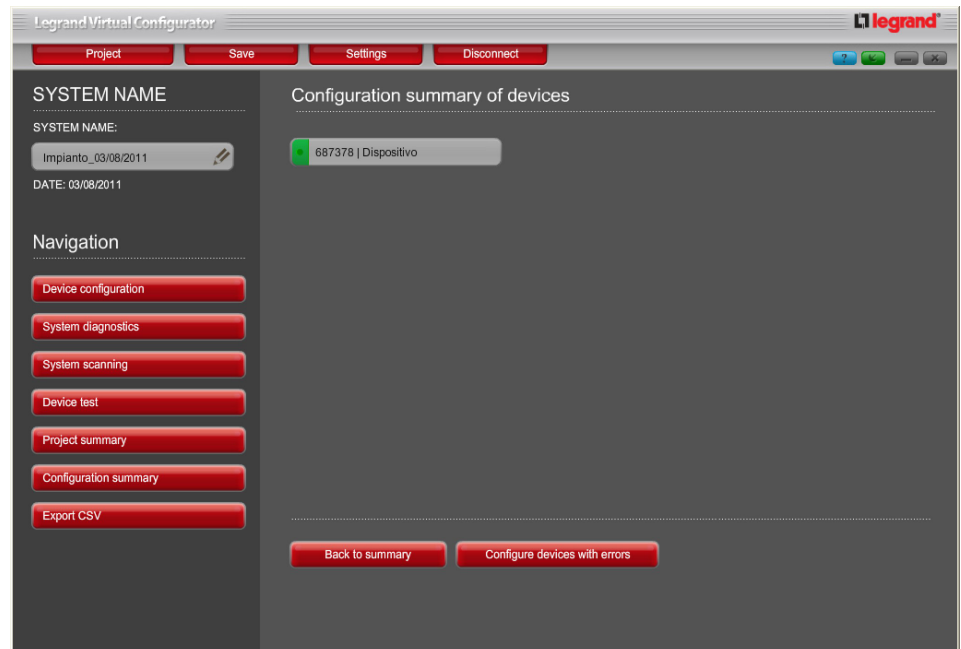 Legrand Virtual Configurator
legrand
Project Save Settings Disconnect
?
SYSTEM NAME
SYSTEM NAME:
Impianto_03/08/2011
DATE: 03/08/2011
Navigation
Device configuration
System diagnostics
System scanning
Device test
Project summary
Configuration summary
Export CSV
Configuration summary of devices
687378 | Dispositivo
Back to summary Configure devices with errors